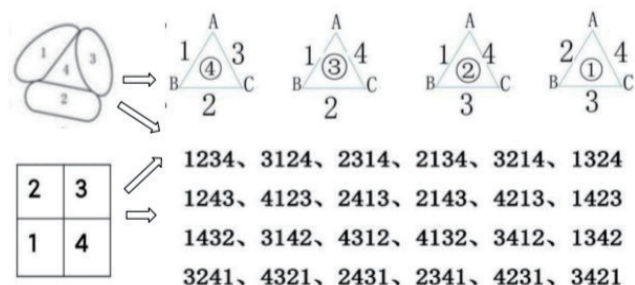 A A A A
1 3 1 4 1 4 2 4
1 3 4 2
④ ③ ② ①
B C B C B C B C
2 2 3 3
2 3
1 4
1234、3124、2314、2134、3214、1324
1243、4123、2413、2143、4213、1423
1432、3142、4312、4132、3412、1342
3241、4321、2431、2341、4231、3421